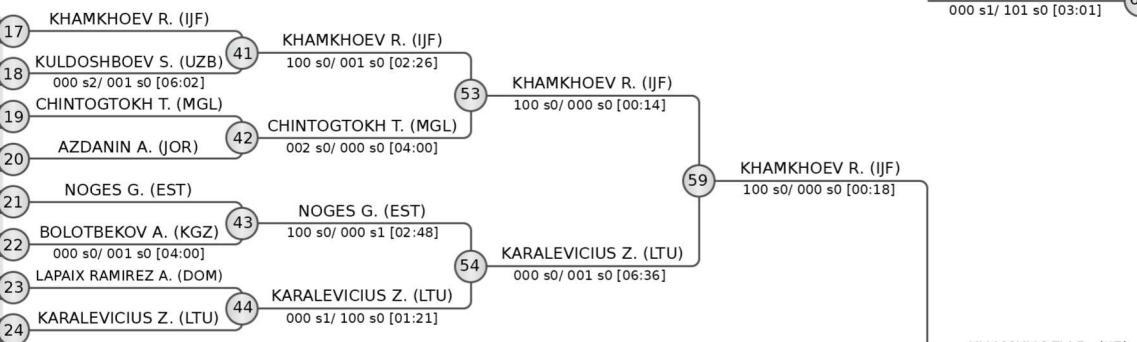 000 s1/ 101 s0 [03:01]
17
KHAMKHOEV R. (IJF)
41
KHAMKHOEV R. (IJF)
100 s0/ 001 s0 [02:26]
18
KULDOSHBOEV S. (UZB)
000 s2/ 001 s0 [06:02]
53
KHAMKHOEV R. (IJF)
100 s0/ 000 s0 [00:14]
19
CHINTOGTOKH T. (MGL)
42
CHINTOGTOKH T. (MGL)
002 s0/ 000 s0 [04:00]
20
AZDANIN A. (JOR)
59
KHAMKHOEV R. (IJF)
100 s0/ 000 s0 [00:18]
21
NOGES G. (EST)
43
NOGES G. (EST)
100 s0/ 000 s1 [02:48]
22
BOLOTBEKOV A. (KGZ)
000 s0/ 001 s0 [04:00]
54
KARALEVICIUS Z. (LTU)
000 s0/ 001 s0 [06:36]
23
LAPAIX RAMIREZ A. (DOM)
44
KARALEVICIUS Z. (LTU)
000 s1/ 100 s0 [01:21]
24
KARALEVICIUS Z. (LTU)